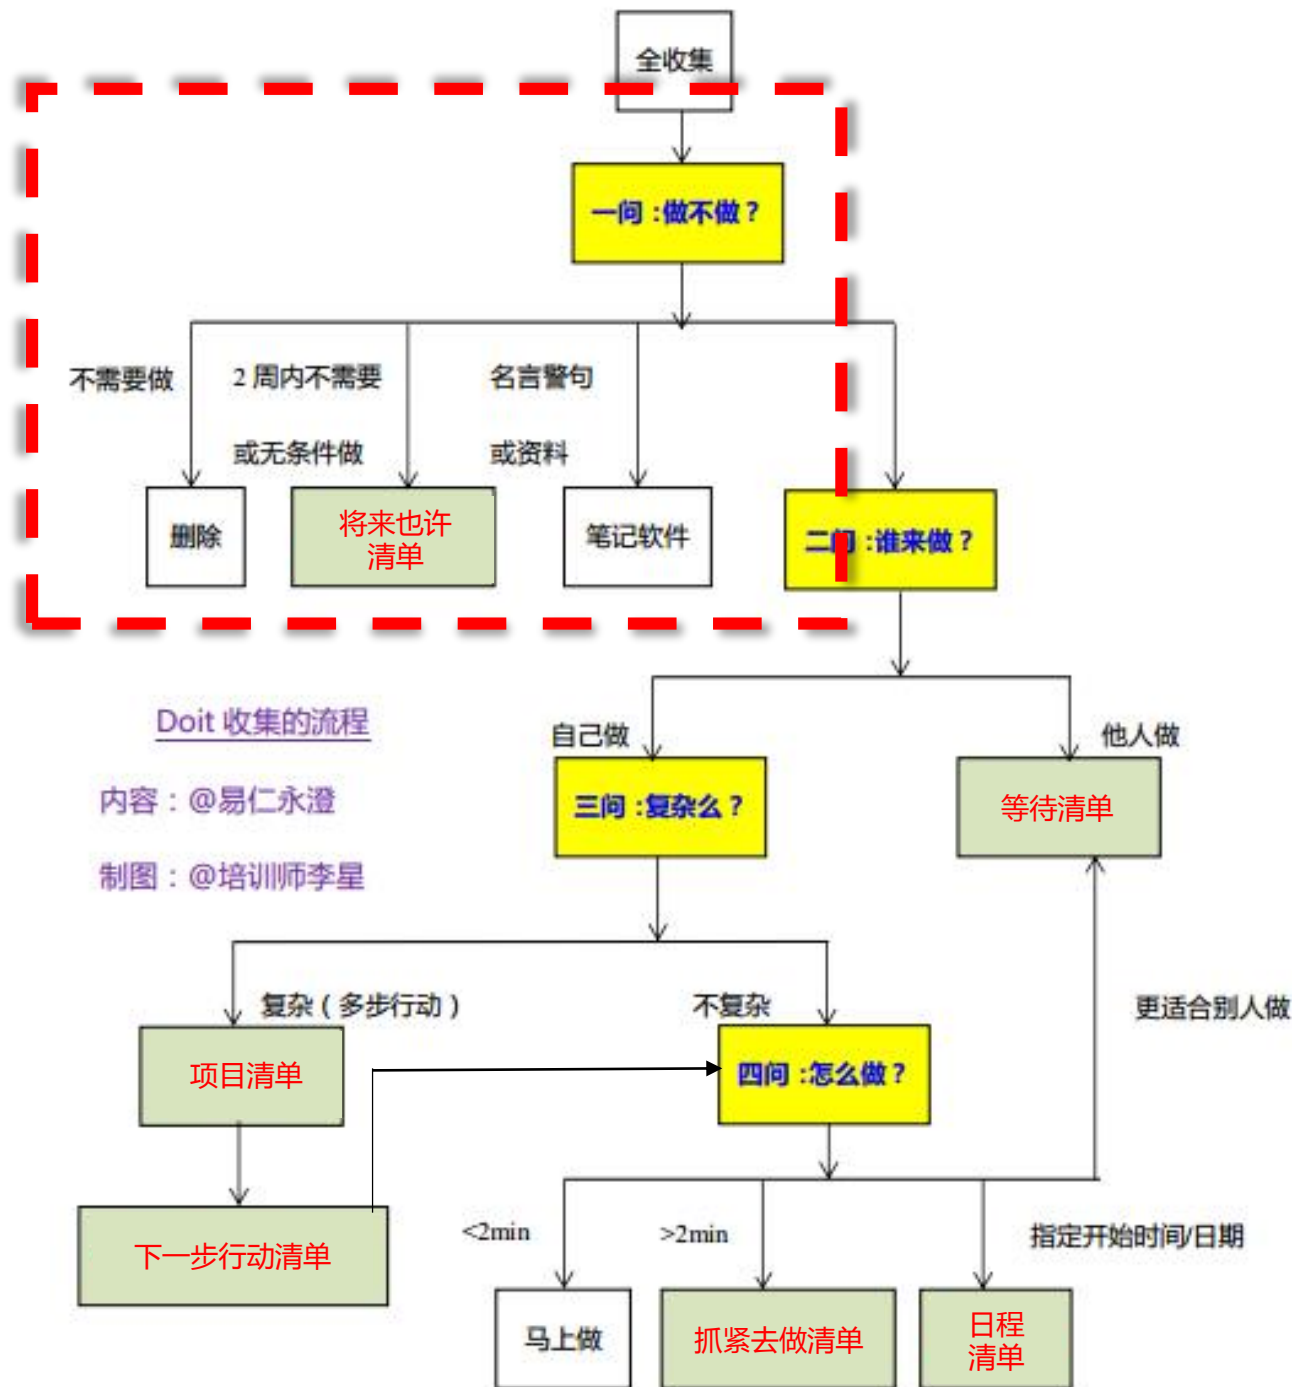 全收集
一问：做不做？
不需要做
2 周内不需要
或无条件做
名言警句
或资料
删除
将来也许
清单
笔记软件
二问：谁来做？
Doit 收集的流程
内容：@易仁永澄
制图：@培训师李星
自己做
他人做
三问：复杂么？
等待清单
复杂（多步行动）
不复杂
更适合别人做
项目清单
四问：怎么做？
下一步行动清单
<2min
>2min
指定开始时间/日期
马上做
抓紧去做清单
日程
清单